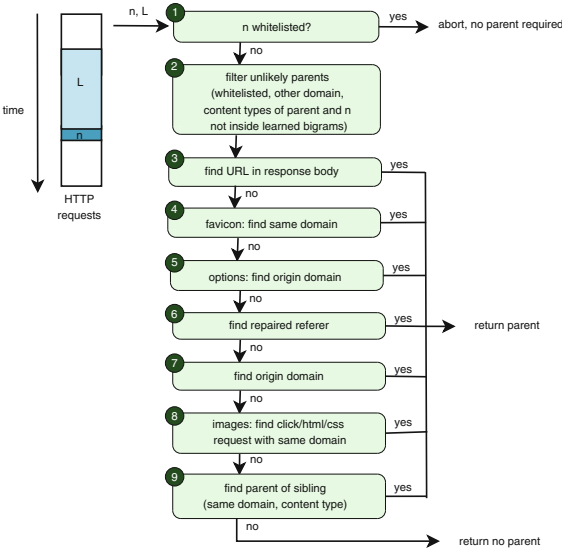 n, L
1
n whitelisted?
yes
abort, no parent required
no
time
L
n
HTTP
requests
2
filter unlikely parents
(whitelisted, other domain,
content types of parent and n
not inside learned bigrams)
3
find URL in response body
yes
no
4
favicon: find same domain
yes
no
5
options: find origin domain
yes
no
6
find repaired referer
yes
return parent
no
7
find origin domain
yes
no
8
images: find click/html/css
request with same domain
yes
no
9
find parent of sibling
(same domain, content type)
yes
no
return no parent